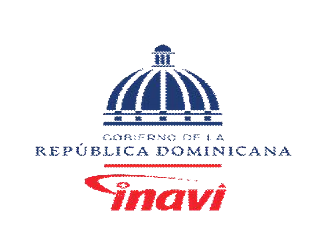 GOBIERNO DE LA
REPÚBLICA DOMINICANA
inavi